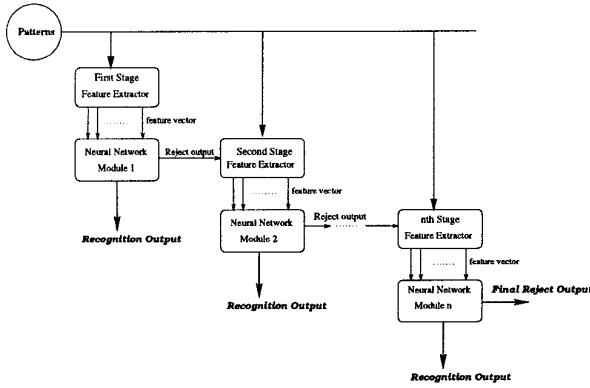 Patterns
First Stage
Feature Extractor
........ feature vector
Neural Network
Module 1
Reject output
Second Stage
Feature Extractor
........ feature vector
Recognition Output
Neural Network
Module 2
Reject output
........
nth Stage
Feature Extractor
........ feature vector
Recognition Output
Neural Network
Module n
Final Reject Output
Recognition Output